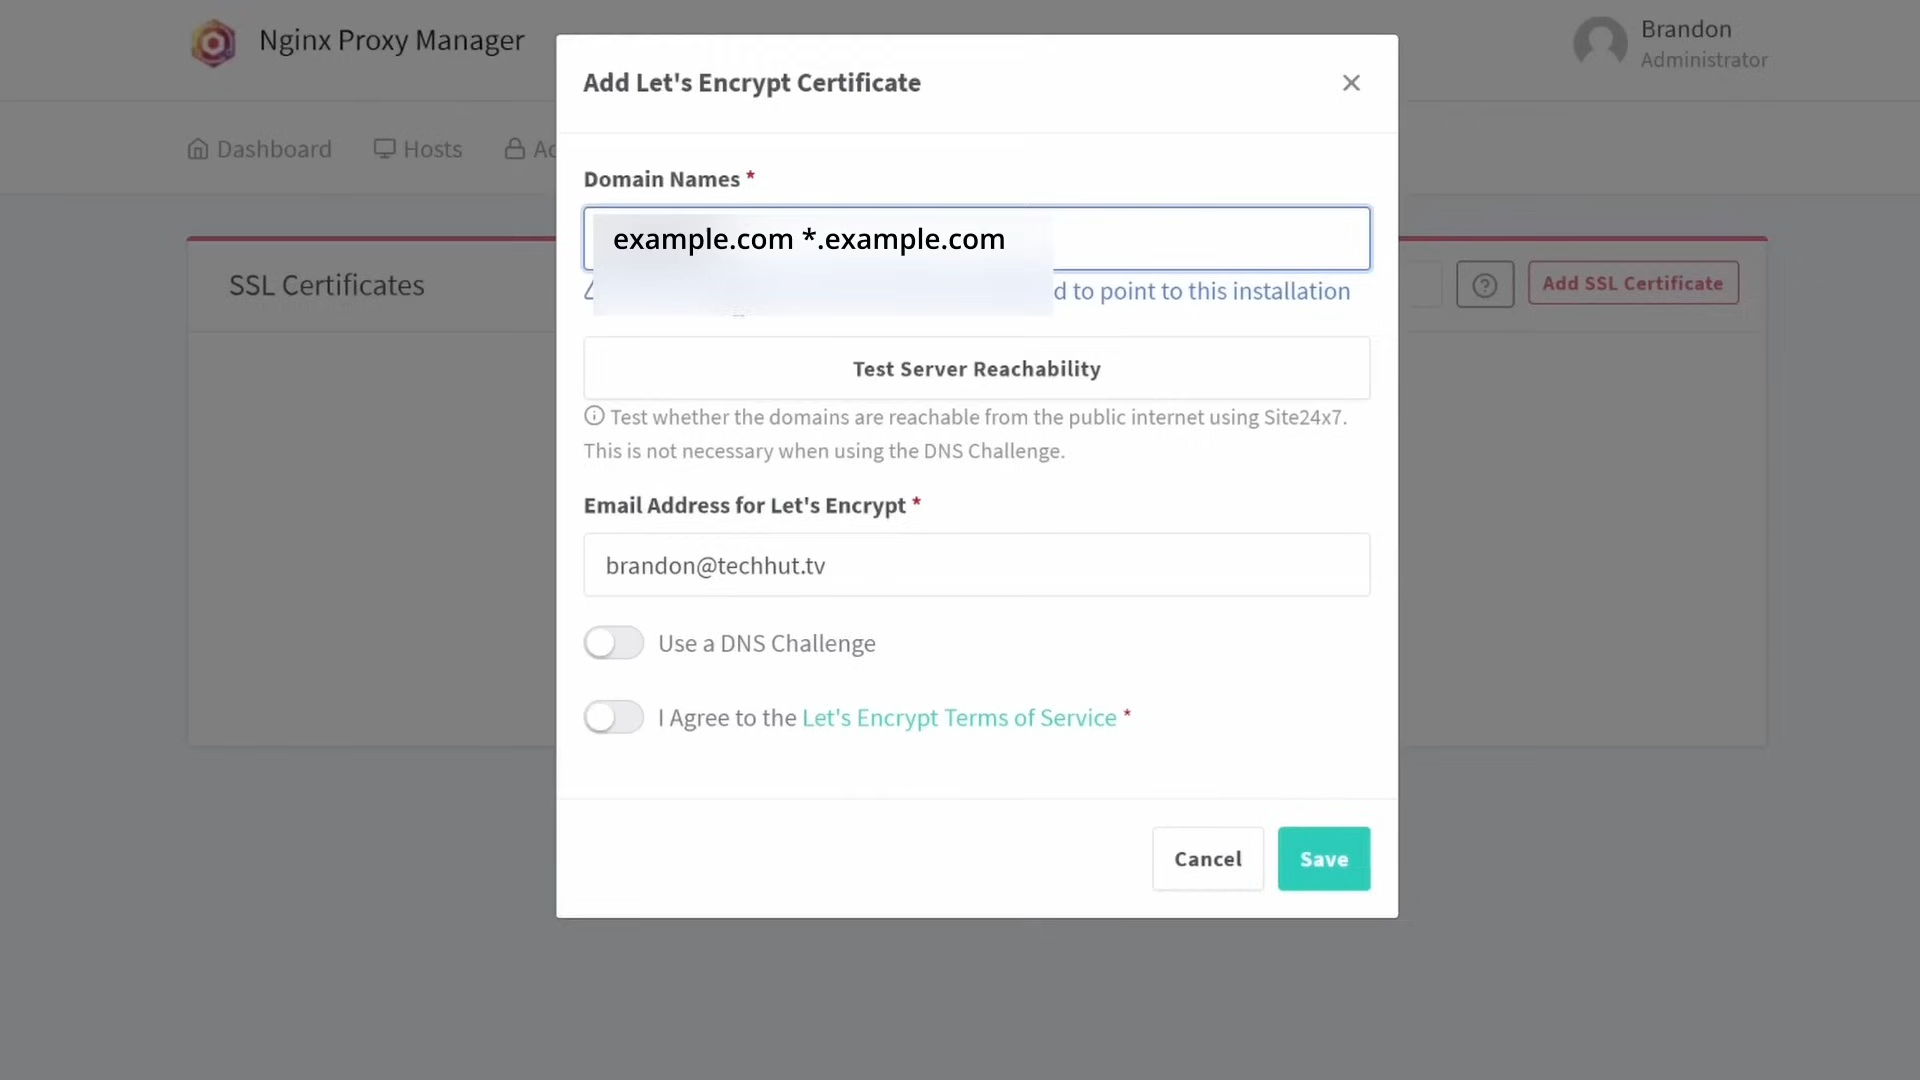 Nginx Proxy Manager
Brandon
Administrator
Dashboard
Hosts
Add Let's Encrypt Certificate
Domain Names *
example.com *.example.com
to point to this installation
SSL Certificates
Add SSL Certificate
Test Server Reachability
Test whether the domains are reachable from the public internet using Site24x7.
This is not necessary when using the DNS Challenge.
Email Address for Let's Encrypt *
brandon@techhut.tv
Use a DNS Challenge
I Agree to the Let's Encrypt Terms of Service *
Cancel
Save